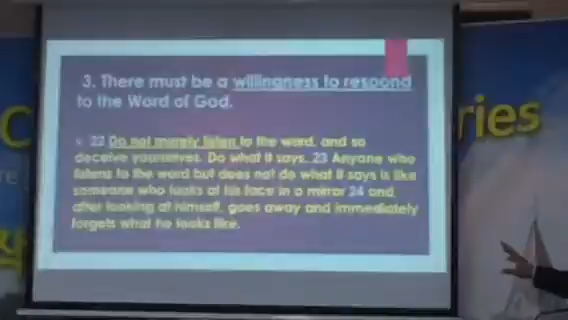 3. There must be a willingness to respond
to the Word of God.
22 Do not merely listen to the word, and so
deceive yourselves. Do what it says. 23 Anyone who
listens to the word but does not do what it says is like
someone who looks at his face in a mirror 24 and,
after looking at himself, goes away and immediately
forgets what he looks like.
ries